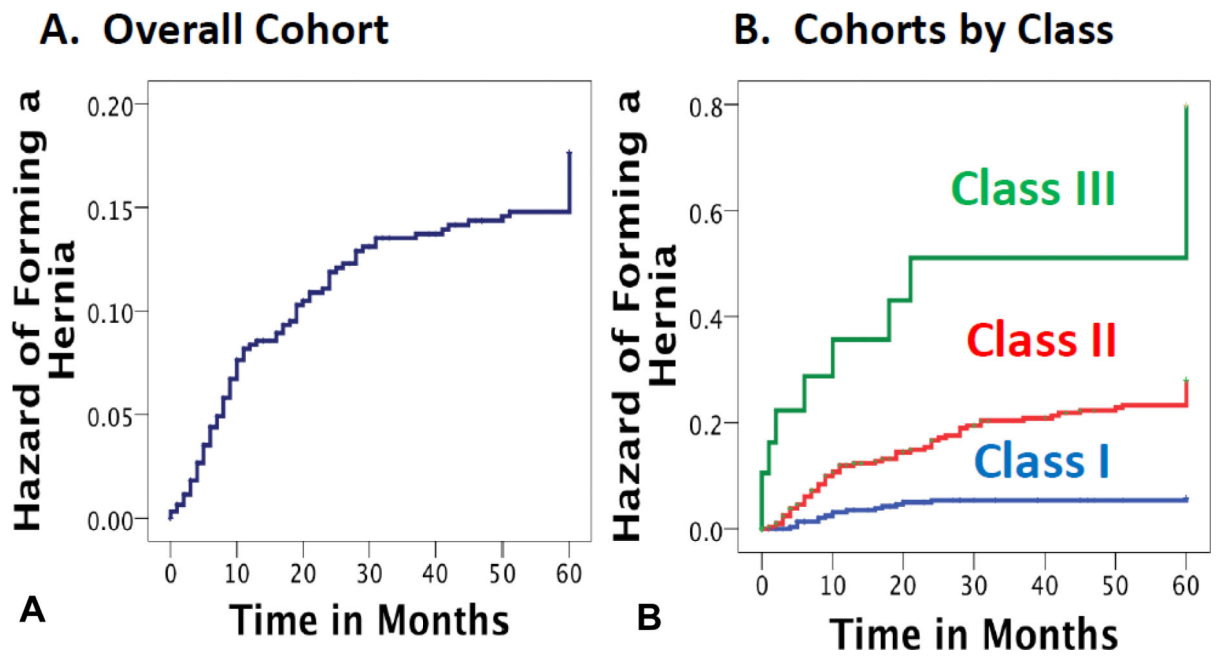 A. Overall Cohort
Hazard of Forming a
Hernia
0.20
0.15
0.10
0.05
0.00
0 10 20 30 40 50 60
Time in Months
A
B. Cohorts by Class
Hazard of Forming a
Hernia
0.8
0.6
0.4
0.2
0.0
Class III
Class II
Class I
0 10 20 30 40 50 60
Time in Months
B